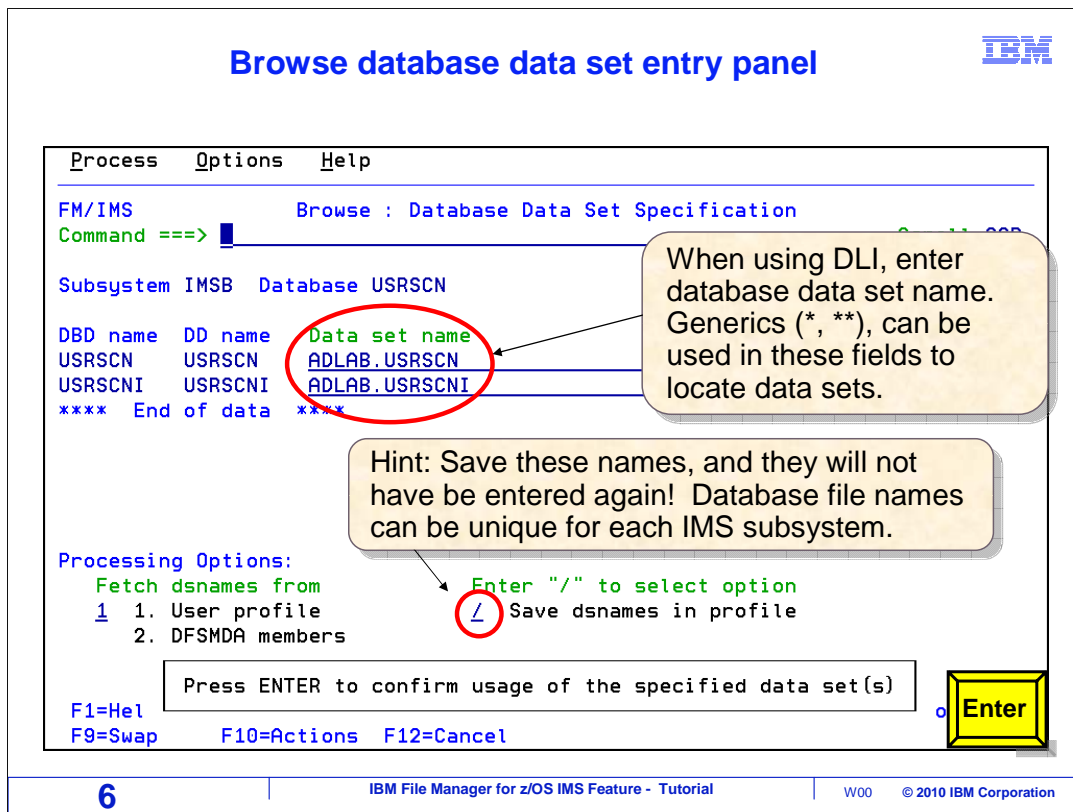 Browse database data set entry panel
IBM
Process Options Help
FM/IMS Browse : Database Data Set Specification
Command ===>
Subsystem IMSB Database USRSCN
When using DLI, enter
database data set name.
Generics (*, **), can be
used in these fields to
locate data sets.
DBD name DD name Data set name
USRSCN USRSCN ADLAB.USRSCN
USRSCNI USRSCNI ADLAB.USRSCNI
**** End of data ****
Hint: Save these names, and they will not
have be entered again! Database file names
can be unique for each IMS subsystem.
Processing Options:
Fetch dsnames from Enter "/" to select option
1 1. User profile / Save dsnames in profile
2. DFSMDA members
Press ENTER to confirm usage of the specified data set(s)
F1=Hel
Enter
F9=Swap F10=Actions F12=Cancel
6 IBM File Manager for z/OS IMS Feature - Tutorial W00 © 2010 IBM Corporation